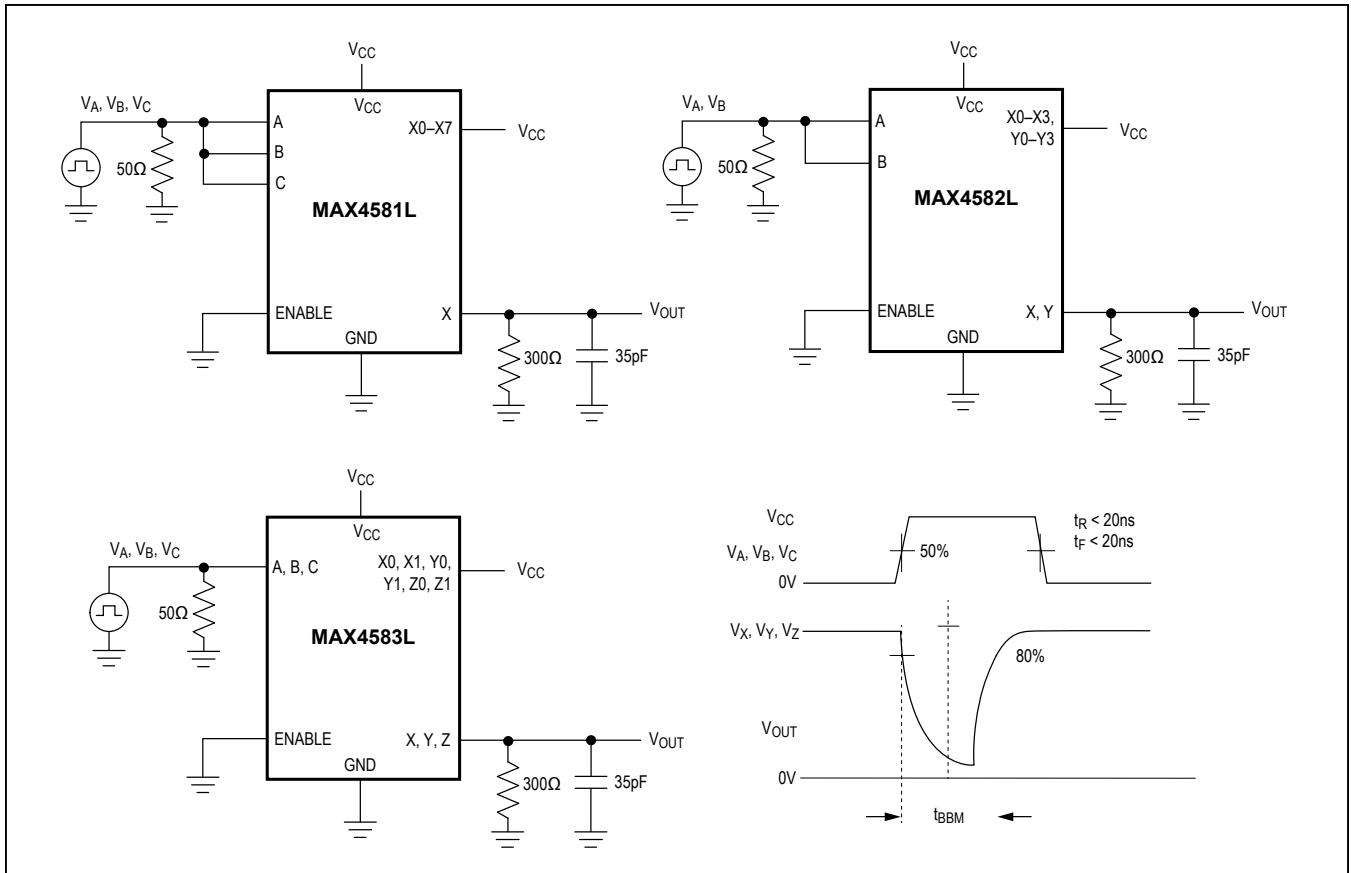 VCC
VCC
VA, VB, VC
A
X0–X7
VCC
B
50Ω
C
MAX4581L
ENABLE
X
VOUT
GND
300Ω
35pF
VCC
VCC
VA, VB
A
X0–X3,
Y0–Y3
VCC
B
50Ω
MAX4582L
ENABLE
X, Y
VOUT
GND
300Ω
35pF
VCC
VCC
VA, VB, VC
A, B, C
X0, X1, Y0,
Y1, Z0, Z1
VCC
50Ω
MAX4583L
ENABLE
X, Y, Z
VOUT
GND
300Ω
35pF
VCC
tR < 20ns
tF < 20ns
VA, VB, VC
50%
0V
VX, VY, VZ
80%
VOUT
0V
tBBM